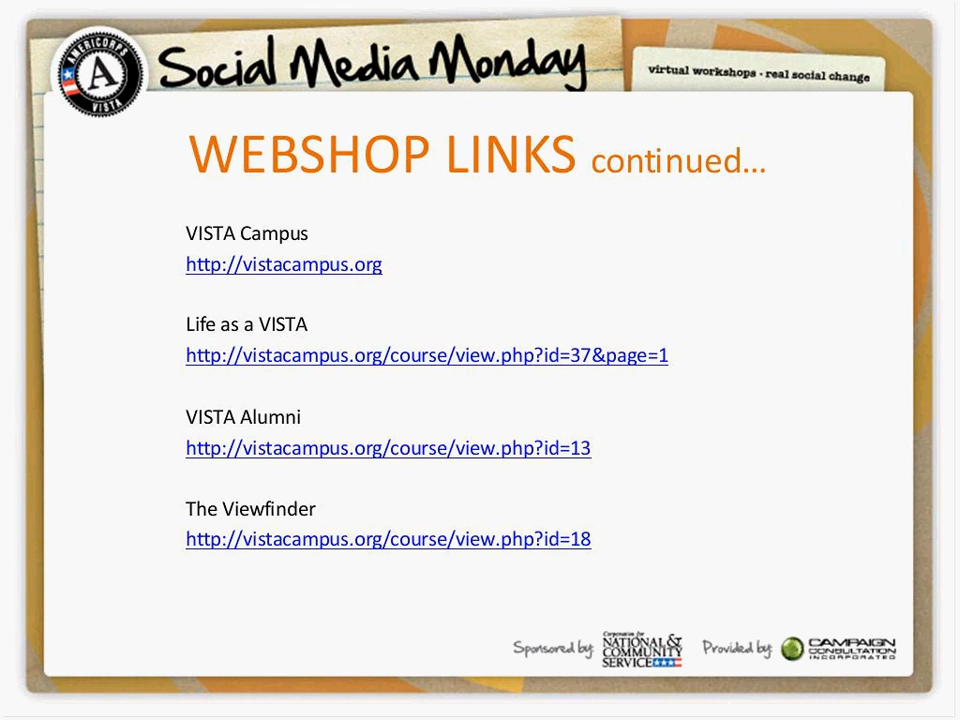 AMERICORPS
A
VISTA
Social Media Monday
virtual workshops · real social change
WEBSHOP LINKS continued...
VISTA Campus
http://vistacampus.org
Life as a VISTA
http://vistacampus.org/course/view.php?id=37&page=1
VISTA Alumni
http://vistacampus.org/course/view.php?id=13
The Viewfinder
http://vistacampus.org/course/view.php?id=18
Sponsored by:
Corporation for
NATIONAL &
COMMUNITY
SERVICE
Provided by:
CAMPAIGN
CONSULTATION
INCORPORATED